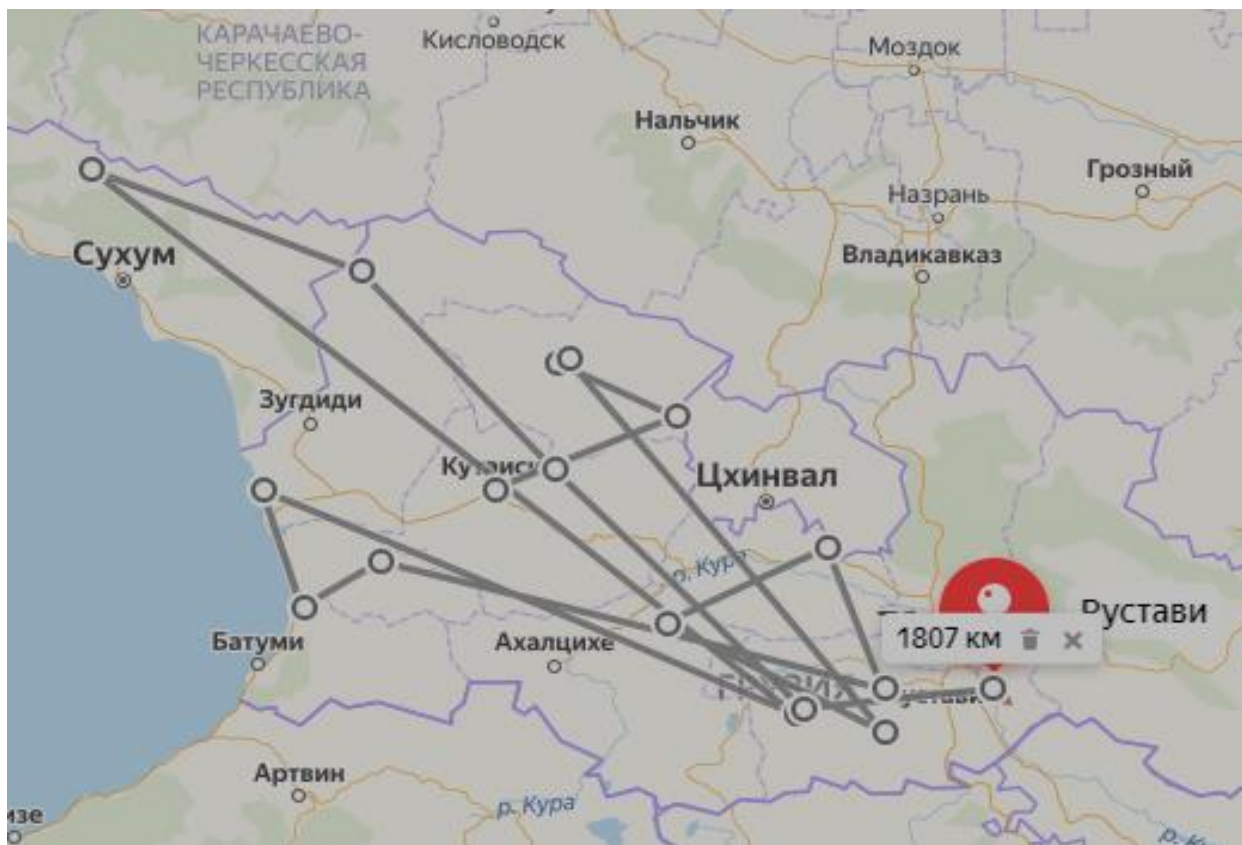 КАРАЧАЕВО-
ЧЕРКЕССКАЯ
РЕСПУБЛИКА
Кисловодск
Моздок
Нальчик
Грозный
Назрань
Сухум
Владикавказ
Зугдиди
Цхинвал
р. Кура
Рустави
1807 км
Батуми
Ахалцихе
Артвин
р. Кура